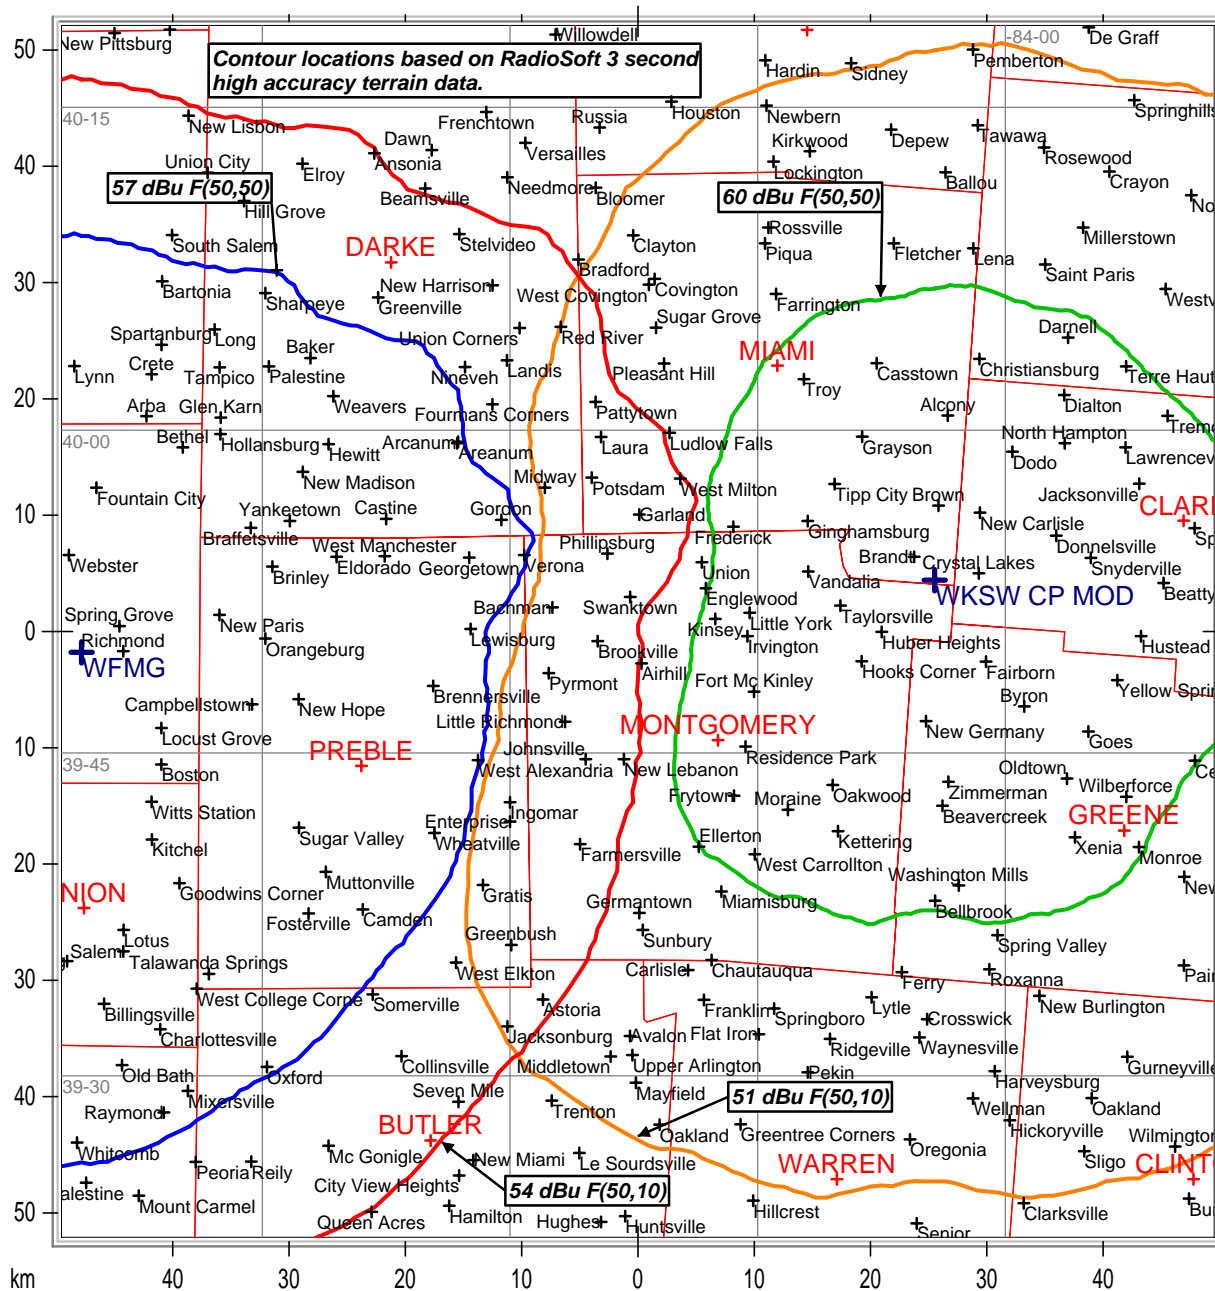 50
New Pittsburg
Willowdell
-84-00
De Graff
Contour locations based on RadioSoft 3 second
high accuracy terrain data.
Hardin
Sidney
Pemberton
40-15
New Lisbon
Frenchtown
Russia
Houston
Newbern
Springhills
Dawn
Ansonia
Versailles
Kirkwood
Depew
Tawawa
Rosewood
40
Union City
Elroy
Needmore
Lockington
Ballou
Crayon
57 dBu F(50,50)
Beamsville
Bloomer
60 dBu F(50,50)
No
Hill Grove
South Salem
DARKE
Stelvideo
Clayton
Rossville
Piqua
Fletcher
Lena
Millerstown
30
Bartonia
Sharpeye
New Harrison
Greenville
Bradford
West Covington
Covington
Farrington
Saint Paris
Westv
Spartanburg
Long
Union Corners
Red River
Sugar Grove
Darnell
Lynn
Crete
Tampico
Baker
Palestine
Nineveh
Landis
Pleasant Hill
MIAMI
Troy
Casstown
Christiansburg
Terre Haut
20
Arba
Glen Karn
Weavers
Fourmans Corners
Pattytown
Alcony
Dialton
Tremo
40-00
Bethel
Hollansburg
Hewitt
Arcanum
Areanum
Laura
Ludlow Falls
Grayson
North Hampton
Dodo
Lawrencev
Fountain City
New Madison
Midway
Potsdam
West Milton
Tipp City
Brown
Jacksonville
10
Yankeetown
Castine
Gordon
Garland
Frederick
Ginghamsburg
New Carlisle
CLAR
Braffetsville
Phillipsburg
Donnelsville
Sp
Webster
Brinley
West Manchester
Eldorado
Georgetown
Verona
Union
Brandt
Crystal Lakes
Snyderville
Vandalia
WKSW CP MOD
Beatty
Spring Grove
New Paris
Bachman
Swanktown
Englewood
Little York
Taylorsville
0
Richmond
Orangeburg
Lewisburg
Brookville
Kinsey
Irvington
Huber Heights
Hustead
WFMG
Airhill
Hooks Corner
Fairborn
Campbellstown
New Hope
Brennersville
Pyrmont
Fort Mc Kinley
Byron
Yellow Sprin
Locust Grove
Little Richmond
MONTGOMERY
New Germany
Goes
10
39-45
PREBLE
Johnsville
Residence Park
Boston
West Alexandria
New Lebanon
Oldtown
Wilberforce
Ce
Witts Station
Ingomar
Frytown
Moraine
Oakwood
Zimmerman
Beavercreek
GREENE
Kitchel
Sugar Valley
Enterprise
Wheatville
Farmersville
Ellerton
Kettering
Xenia
Monroe
20
West Carrollton
NION
Goodwins Corner
Muttonville
Gratis
Miamisburg
Washington Mills
New
Fosterville
Camden
Germantown
Bellbrook
Lotus
Greenbush
Sunbury
Spring Valley
Salem
Talawanda Springs
West Elkton
Carlisle
Chautauqua
Ferry
Roxanna
Pain
30
West College Corne
Somerville
Astoria
Franklin
Springboro
Lytle
New Burlington
Billingsville
Charlottesville
Jacksonburg
Avalon
Flat Iron
Ridgeville
Crosswick
Waynesville
Old Bath
Oxford
Collinsville
Middletown
Upper Arlington
Pekin
Harveysburg
Gurneyville
39-30
40
Raymond
Mixersville
Seven Mile
Trenton
Mayfield
51 dBu F(50,10)
Wellman
Oakland
Whitcomb
BUTLER
Oakland
Greentree Corners
Oregonia
Hickoryville
Wilmington
Peoria
Reilly
Mc Gonigle
New Miami
Le Sourdsville
WARREN
Sligo
CLINTO
alestine
Mount Carmel
City View Heights
54 dBu F(50,10)
50
Queen Acres
Hamilton
Hughes
Huntsville
Hillcrest
Senior
Clarksville
Bu
km
40
30
20
10
0
10
20
30
40